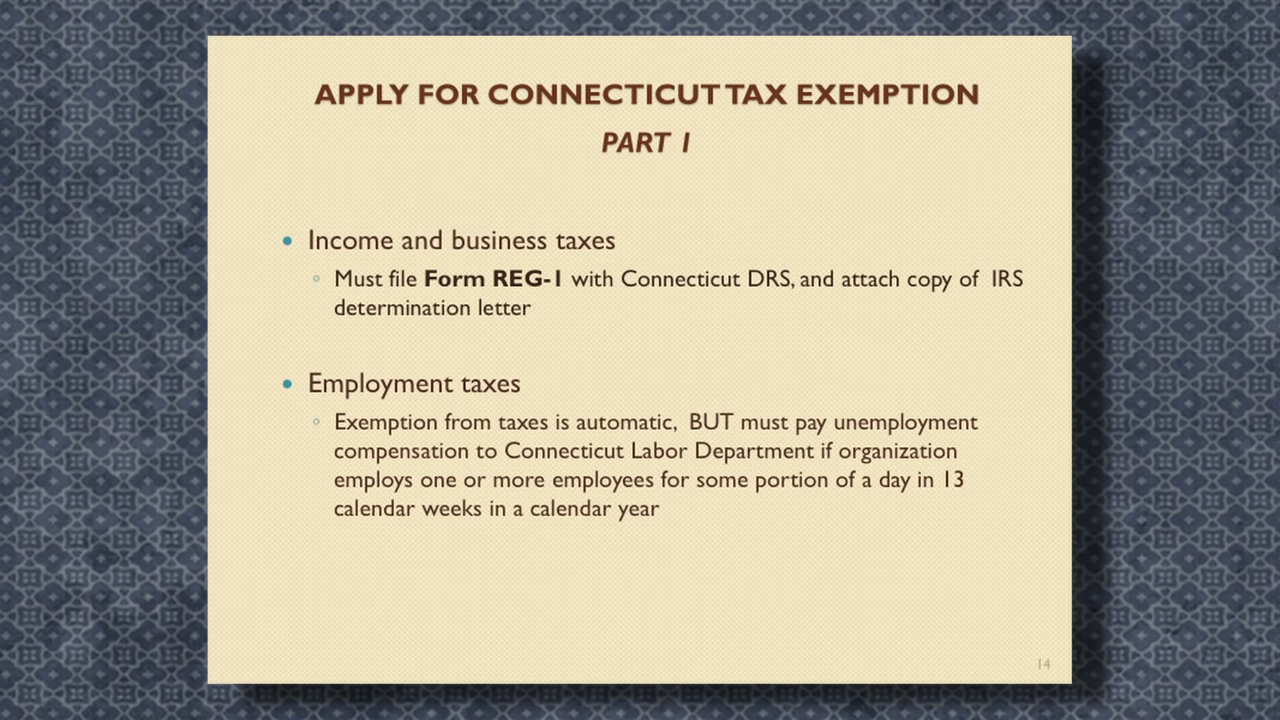 APPLY FOR CONNECTICUT TAX EXEMPTION
PART 1
• Income and business taxes
◦ Must file Form REG-1 with Connecticut DRS, and attach copy of IRS
determination letter
• Employment taxes
◦ Exemption from taxes is automatic, BUT must pay unemployment
compensation to Connecticut Labor Department if organization
employs one or more employees for some portion of a day in 13
calendar weeks in a calendar year
14